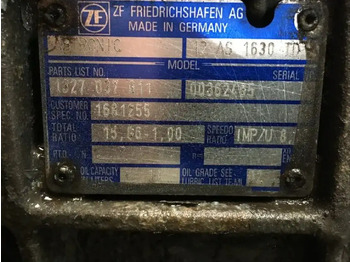 ZF FRIEDRICHSHAFEN AG
MADE IN GERMANY
12 AS 1630 TD
MODEL
PARTS LIST NO.
SERIAL
1327 037 011
CUSTOMER
SPEC. NO.
1661255
TOTAL
RATIO
15.86-1.00
SPEEDO
RATIO
IMP/U 8
P.T.O.
OIL CAPACITY
OIL GRADE SEE
LUBRIC. LIST TE-ML